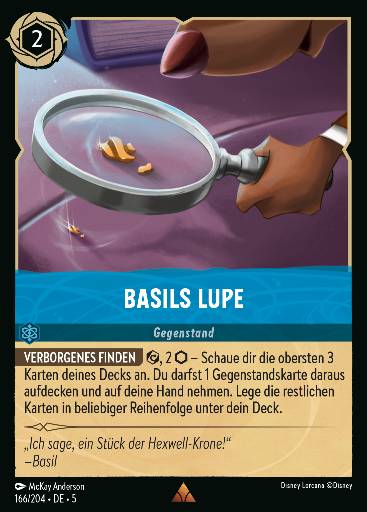 2
BASILS LUPE
Gegenstand
VERBORGENES FINDEN , 2 – Schaue dir die obersten 3
Karten deines Decks an. Du darfst 1 Gegenstandskarte daraus
aufdecken und auf deine Hand nehmen. Lege die restlichen
Karten in beliebiger Reihenfolge unter dein Deck.
„Ich sage, ein Stück der Hexwell-Krone!“
–Basil
McKay Anderson
166/204 • DE • 5
Disney Lorcana ©Disney